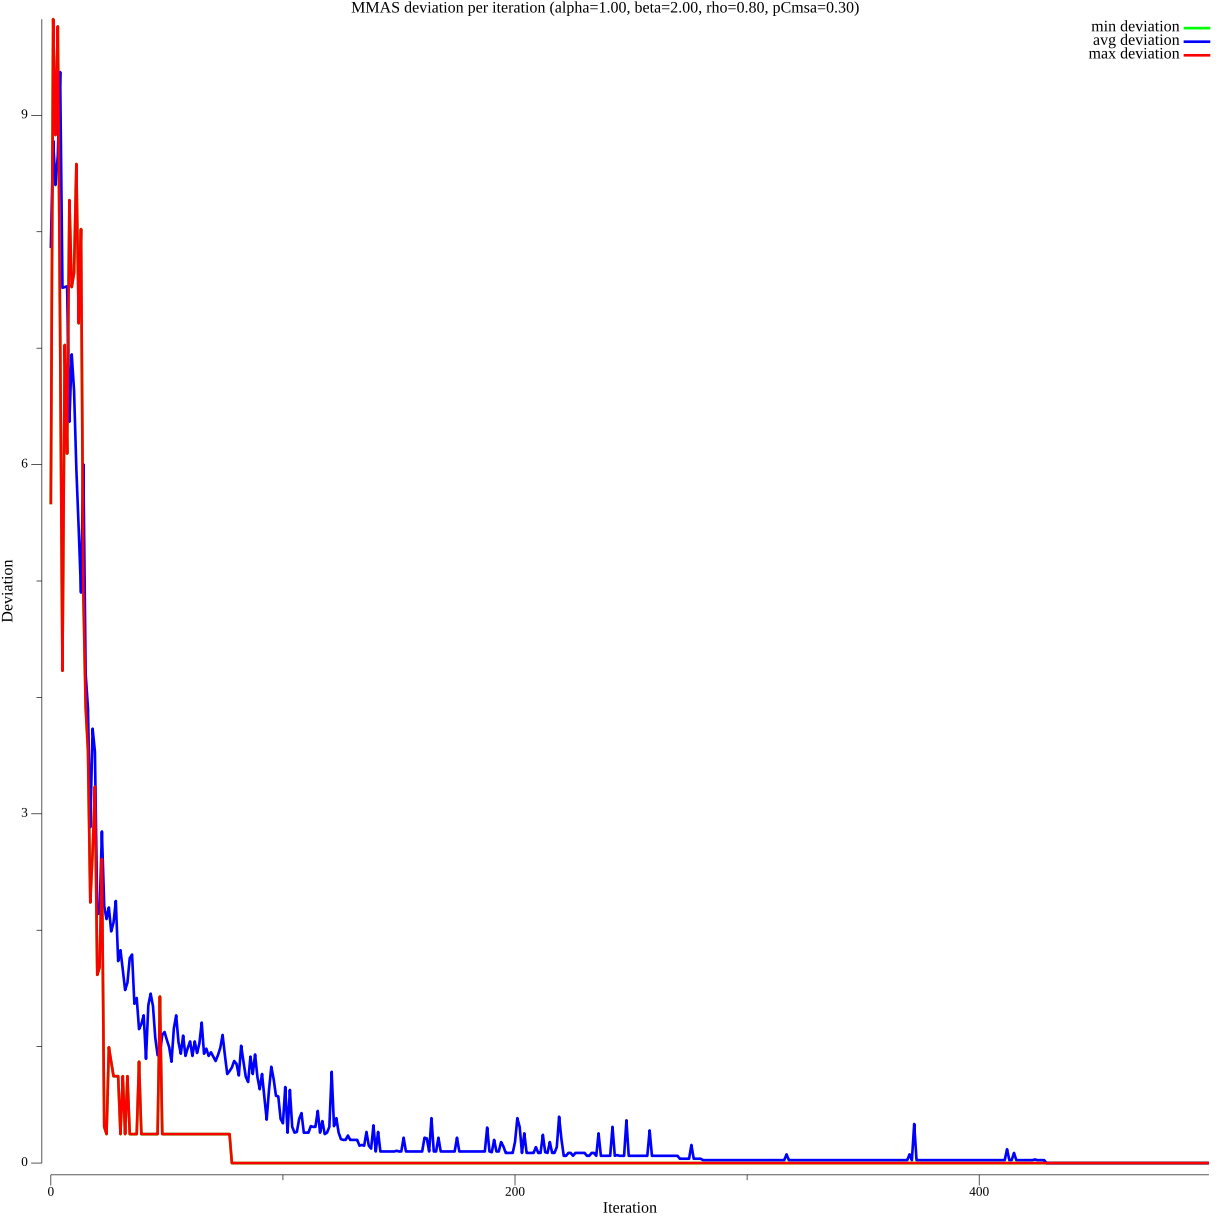 MMAS deviation per iteration (alpha=1.00, beta=2.00, rho=0.80, pCmsa=0.30)
min deviation
avg deviation
max deviation
9
6
3
0
Deviation
0
200
400
Iteration